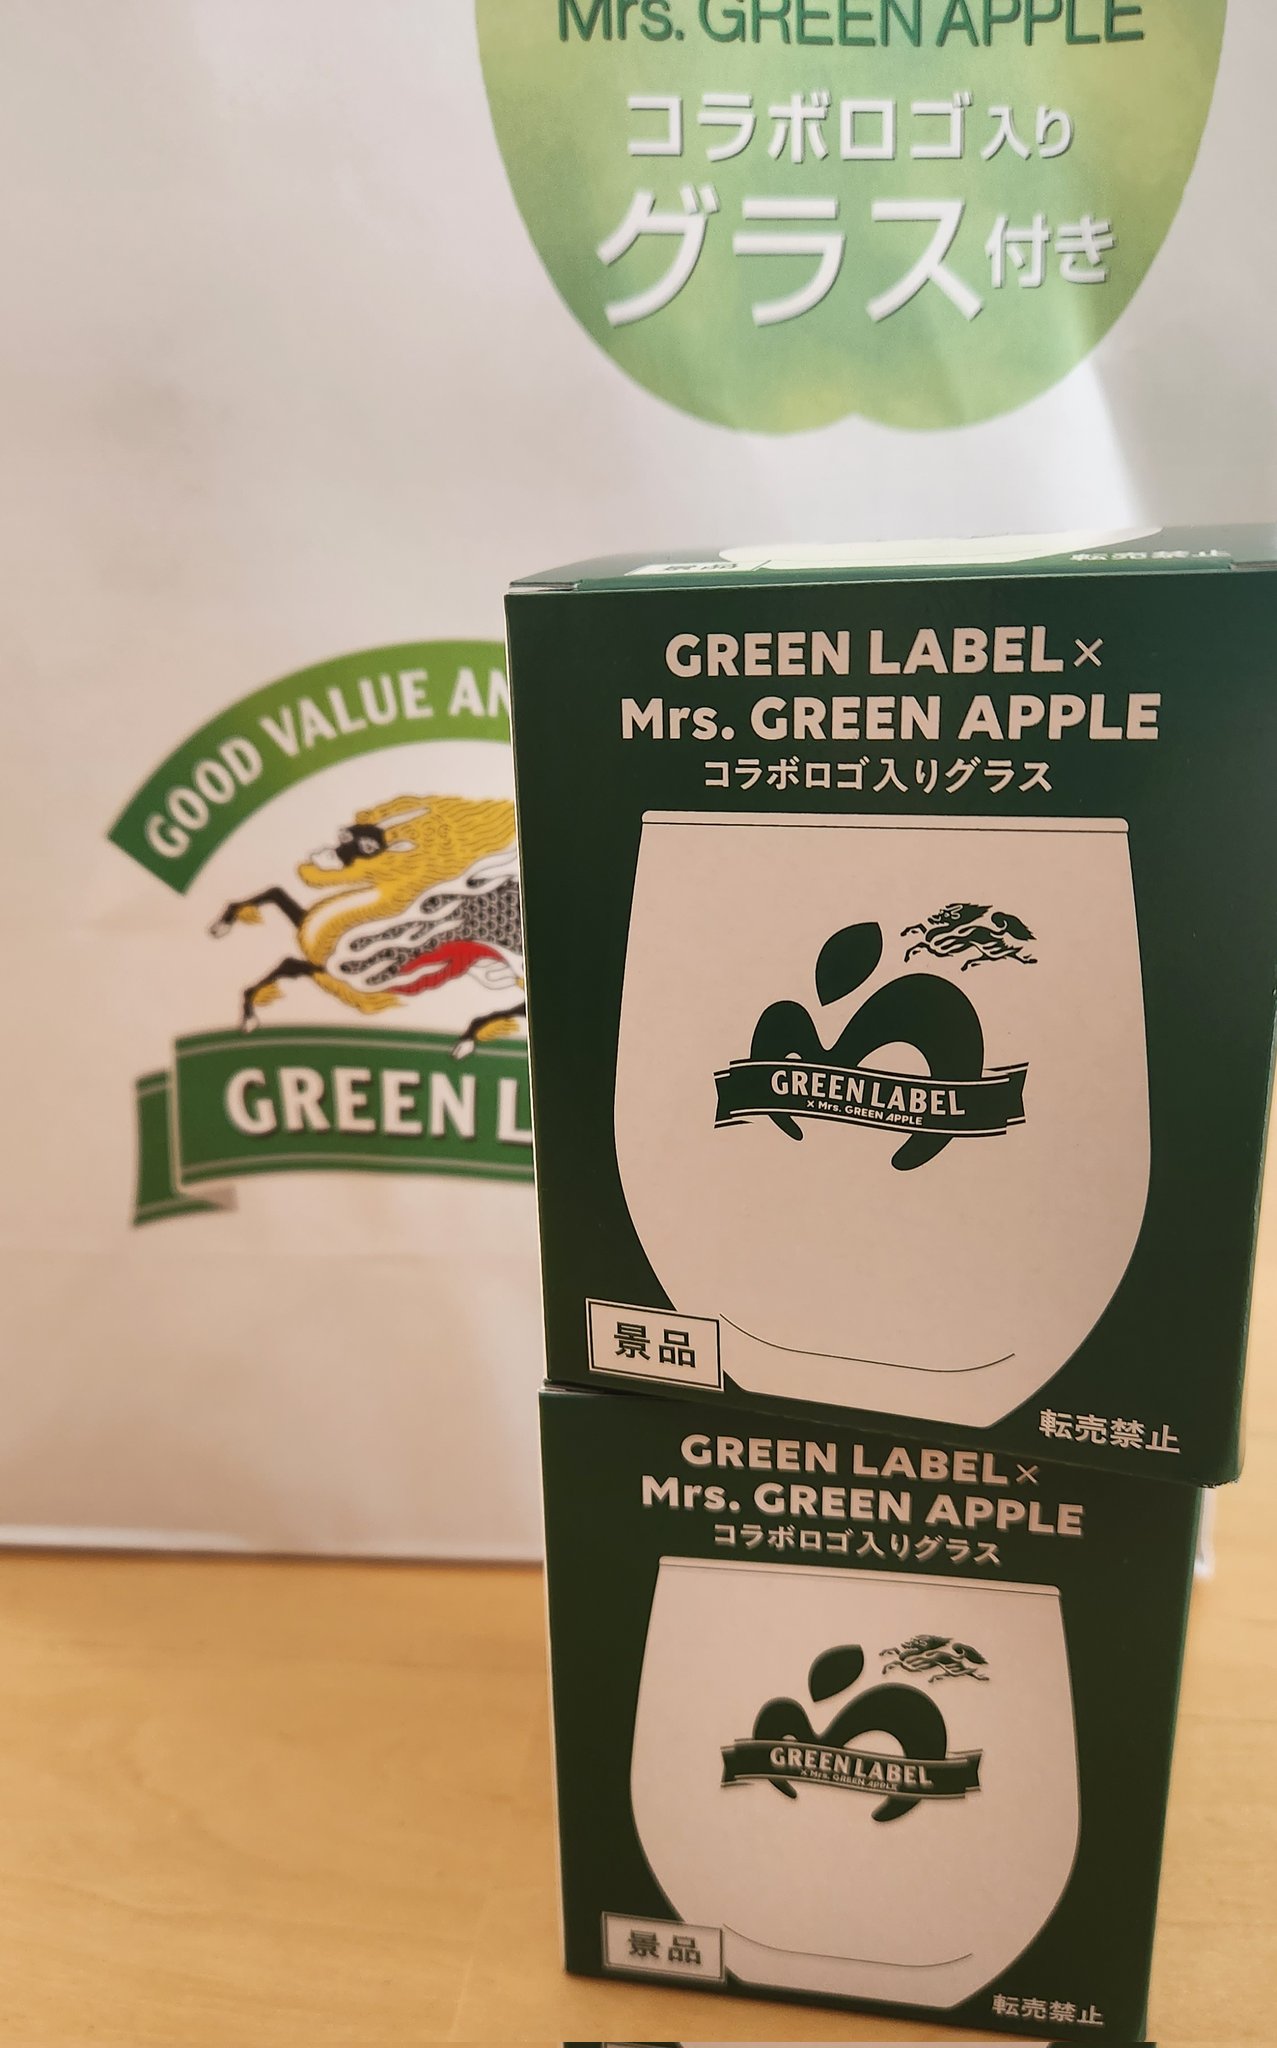 Mrs. GREEN APPLE
コラボロゴ入り
グラス付き
GOOD VALUE AN
GREEN L
景品
転売禁止
GREEN LABEL×
Mrs. GREEN APPLE
コラボロゴ入りグラス
GREEN LABEL
× Mrs. GREEN APPLE
景品
転売禁止
GREEN LABEL×
Mrs. GREEN APPLE
コラボロゴ入りグラス
GREEN LABEL
× Mrs. GREEN APPLE
景品
転売禁止